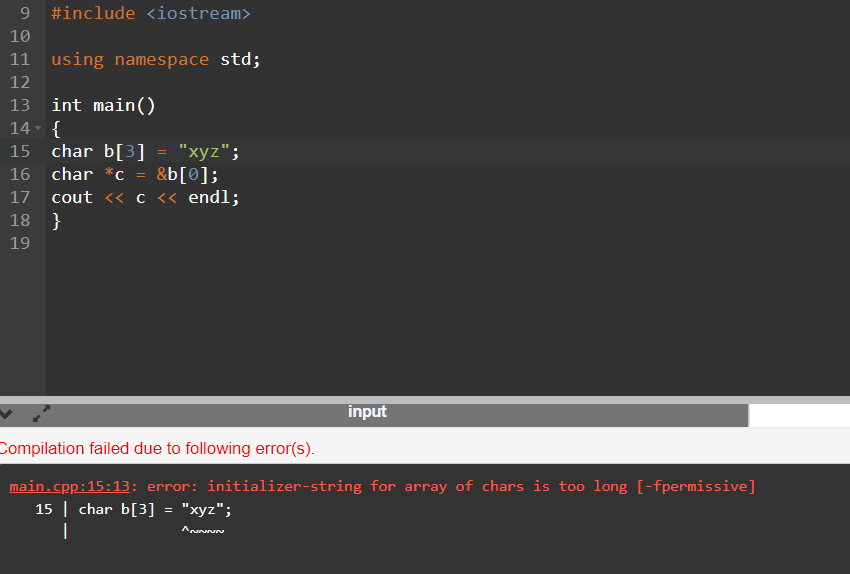 9 #include <iostream>
10
11 using namespace std;
12
13 int main()
14 {
15 char b[3] = "xyz";
16 char *c = &b[0];
17 cout << c << endl;
18 }
19
input
Compilation failed due to following error(s).
main.cpp:15:13: error: initializer-string for array of chars is too long [-fpermissive]
15 | char b[3] = "xyz";
| ^~~~~